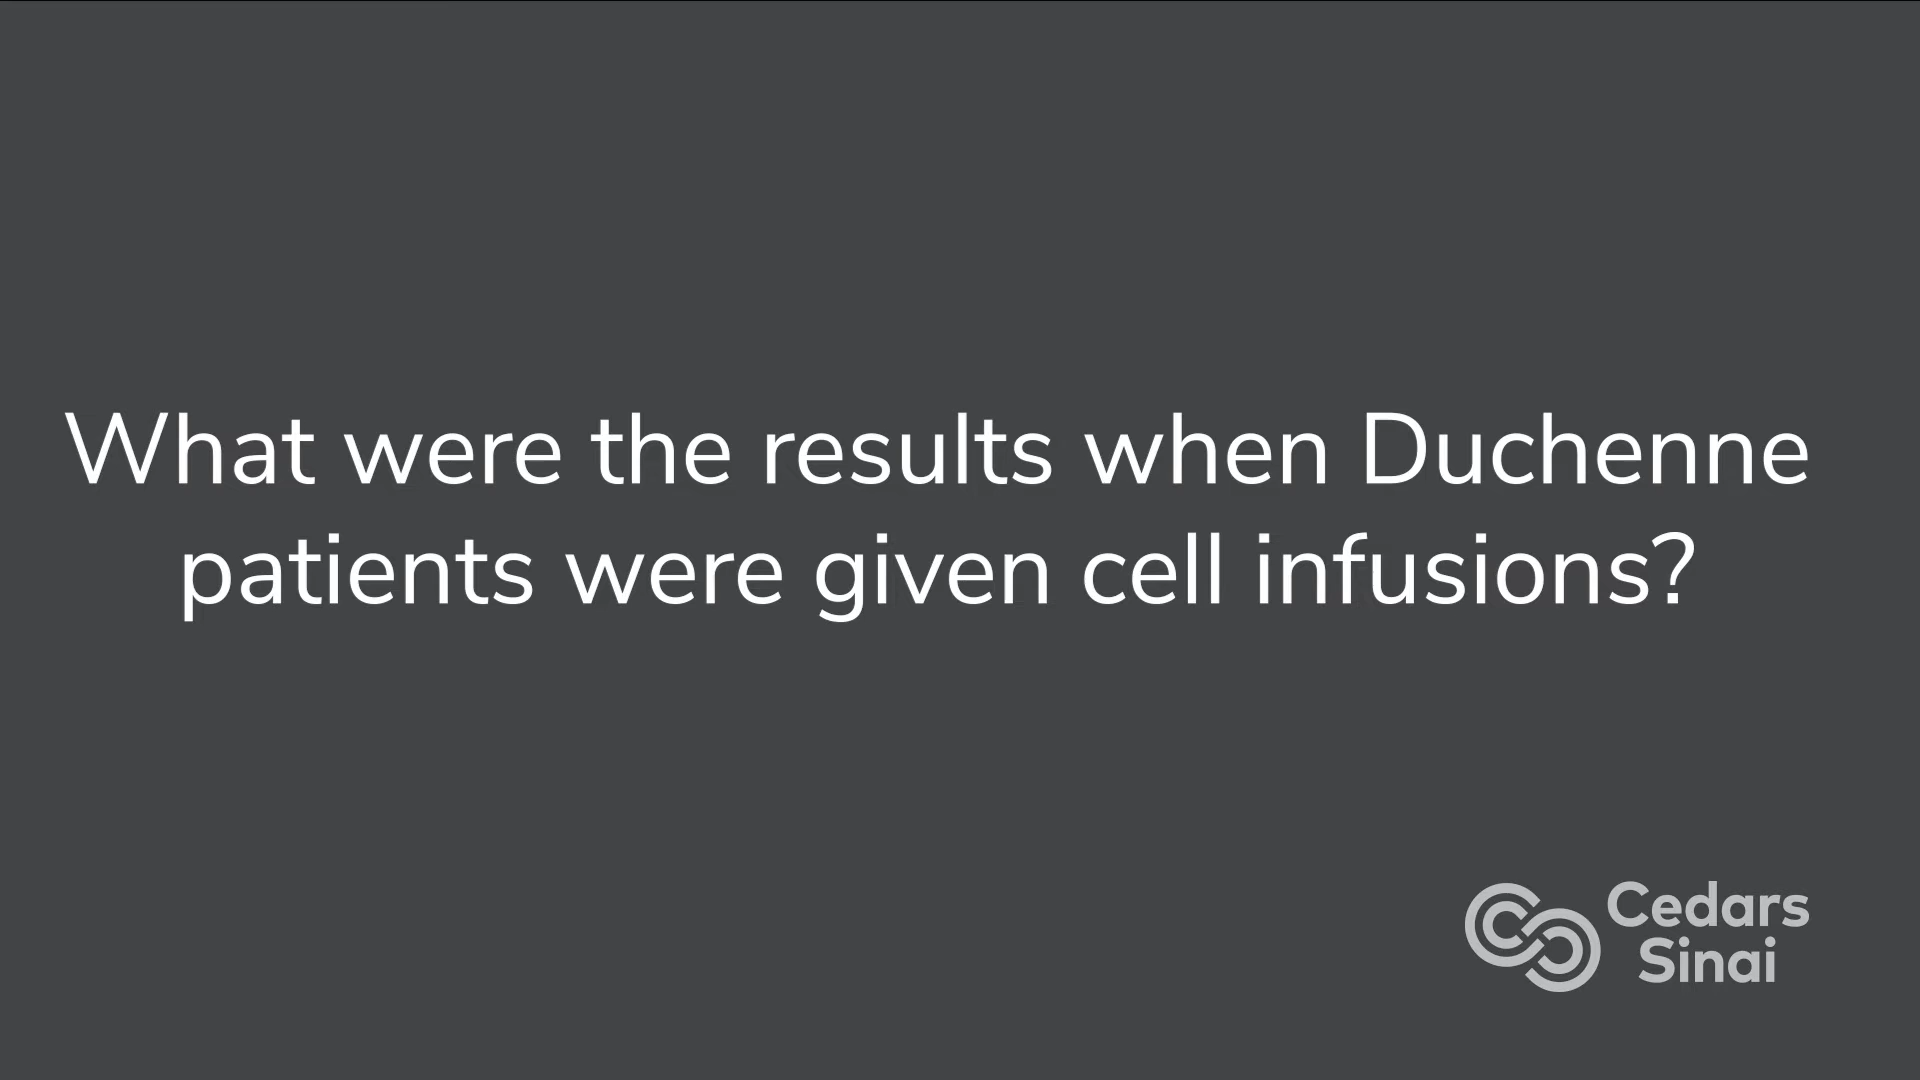 What were the results when Duchenne
patients were given cell infusions?
Cedars
Sinai